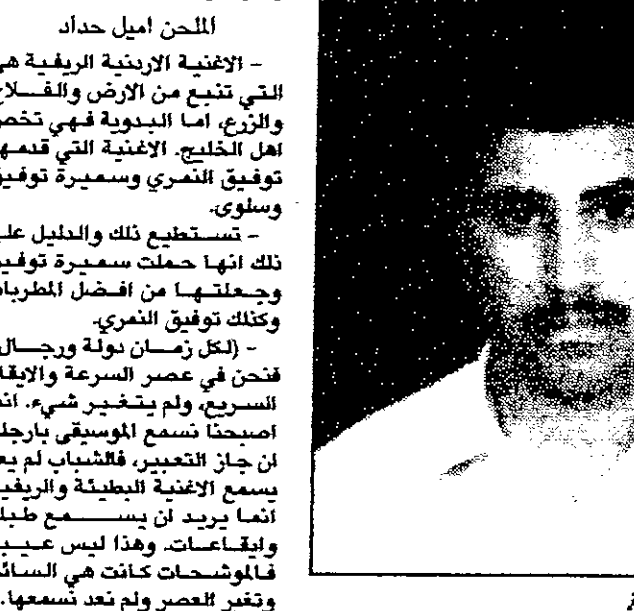 الملحن اميل حداد
– الاغنية الاردنية الريفية هي
التي تنبع من الارض والفلاح
والزرع، اما البدوية فهي تخص
اهل الخليج. الاغنية التي قدمها
توفيق النمري وسميرة توفيق
وسلوى.
– تستطيع ذلك والدليل على
ذلك انها حملت سميرة توفيق
وجعلتها من افضل المطربات
وكذلك توفيق النمري.
– (لكل زمان دولة ورجال)
فنحن في عصر السرعة والايقاع
السريع، ولم يتغير شيء. انما
اصبحنا نسمع الموسيقى بارجلنا
ان جاز التعبير، فالشباب لم يعد
يسمع الاغنية البطيئة والريفية
انما يريد ان يسمع طبلة
وايقاعات. وهذا ليس عيبا
فالموشحات كانت هي السائدة
وتغير العصر ولم نعد نسمعها.